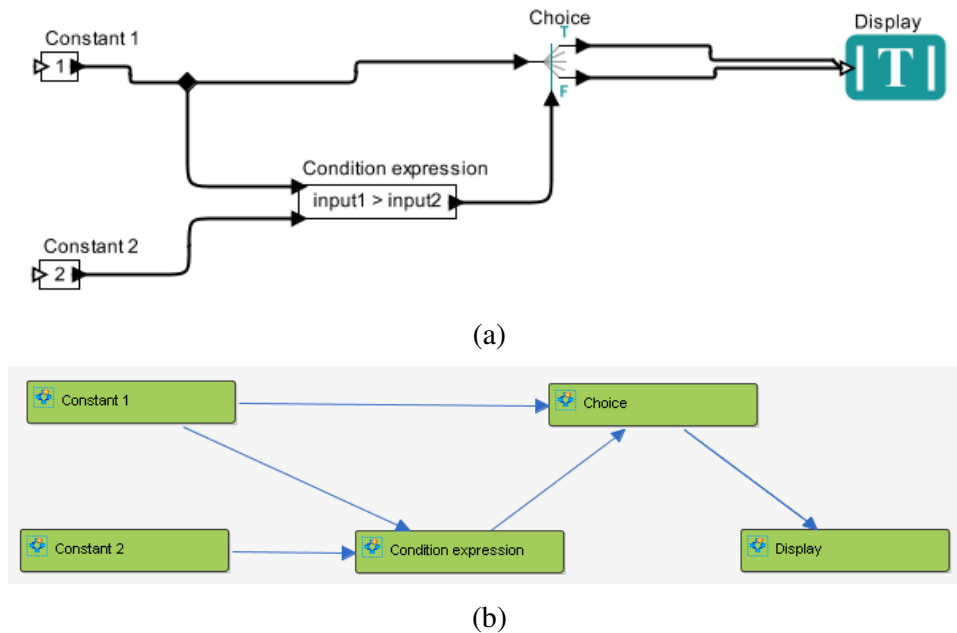 Choice
T
Display
Constant 1
1
T
F
Condition expression
input1 > input2
Constant 2
2
(a)
Constant 1
Choice
Constant 2
Condition expression
Display
(b)